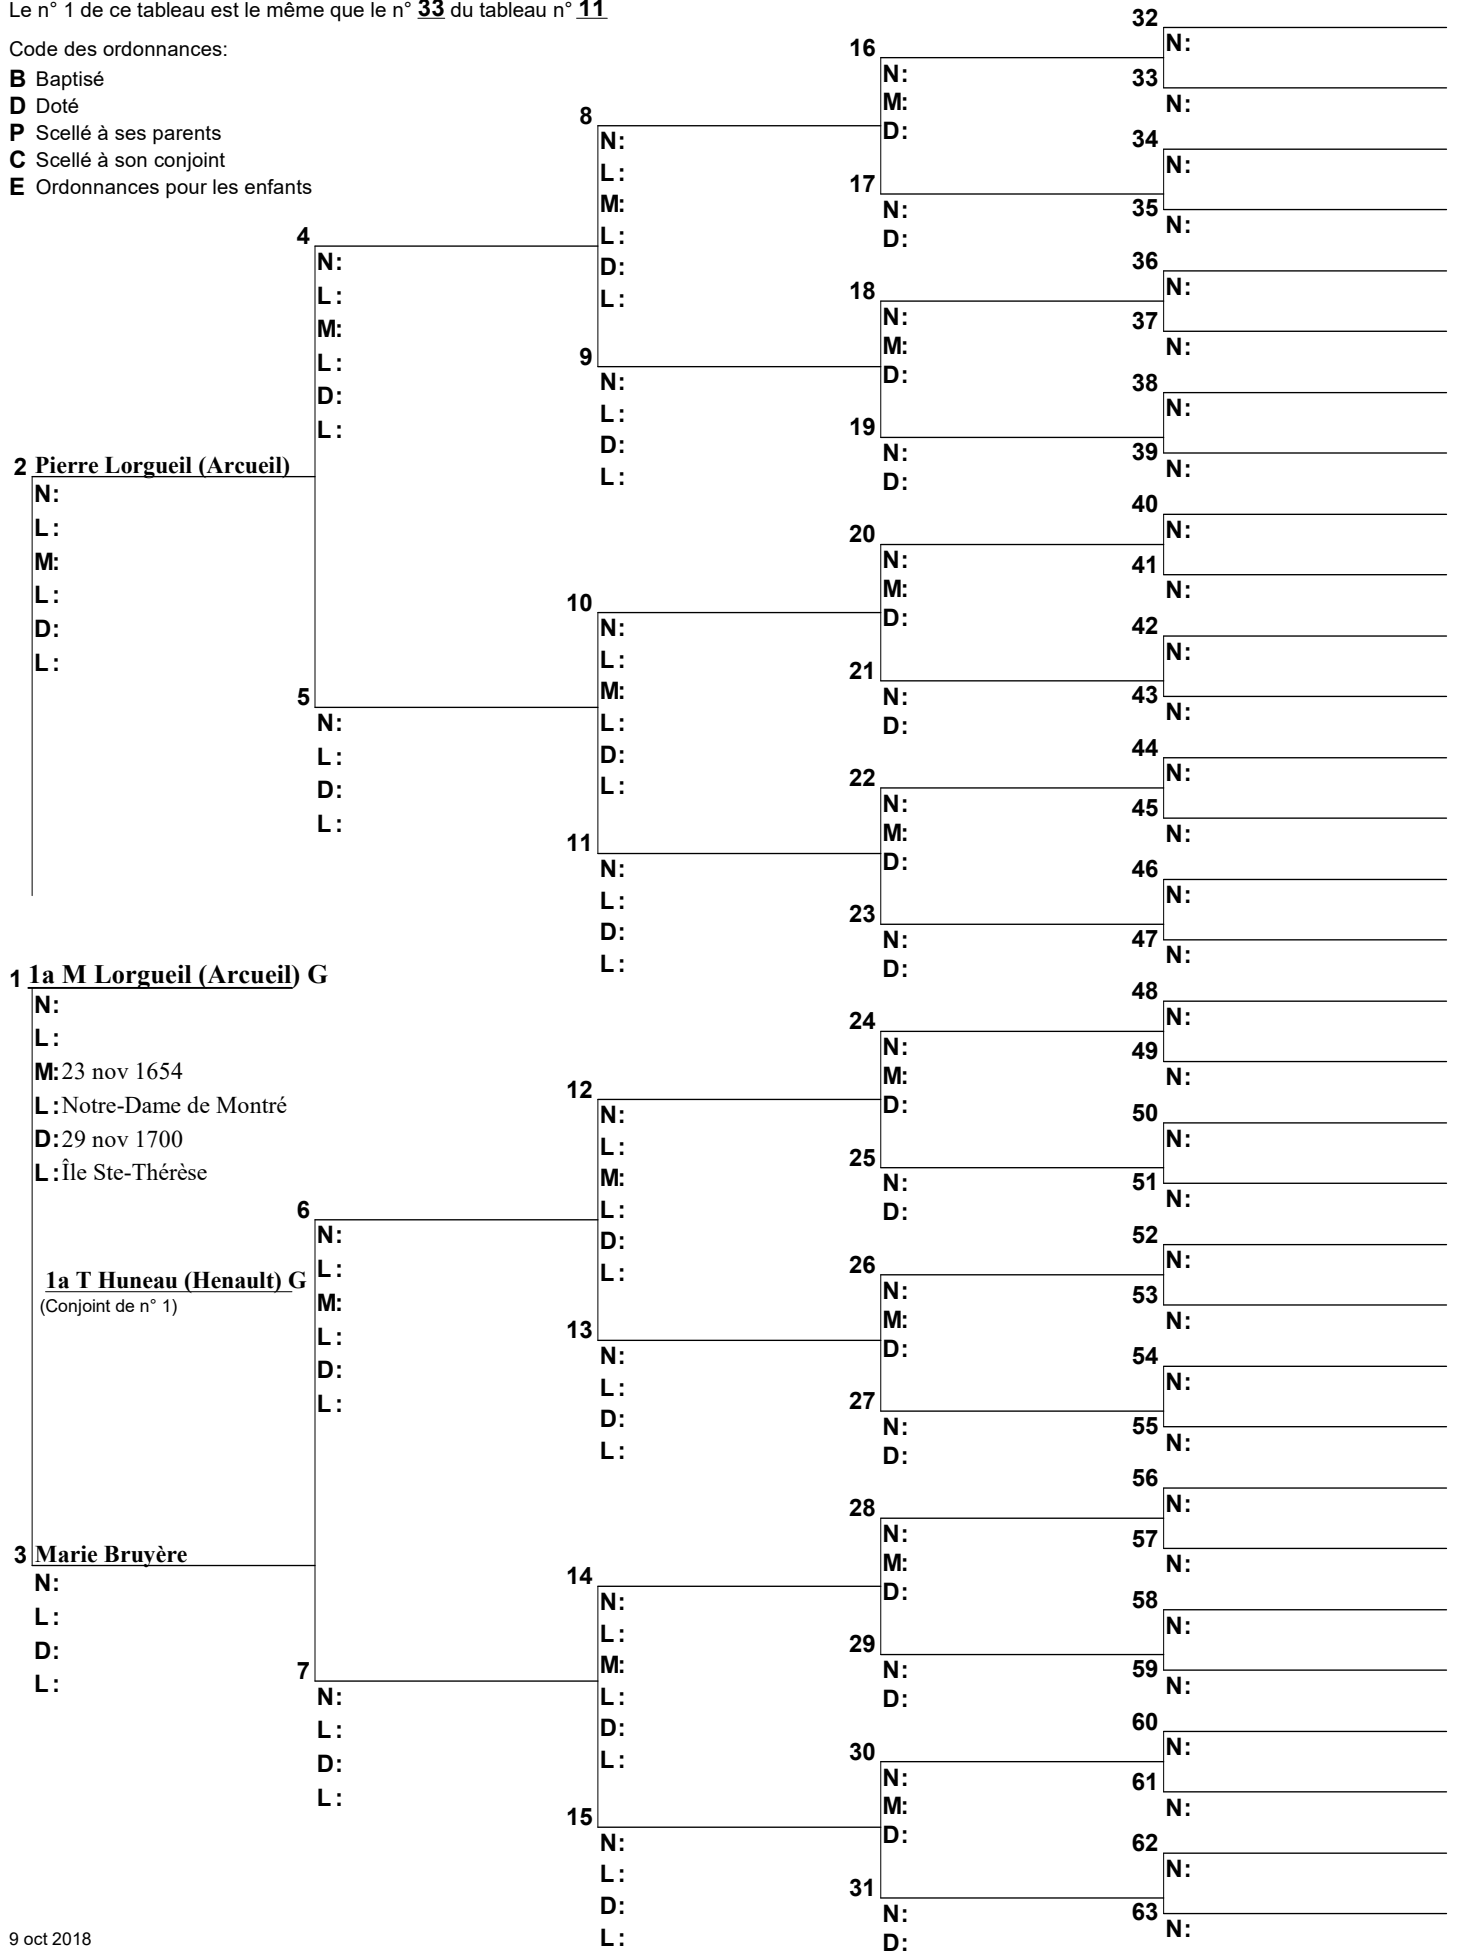 Le n° 1 de ce tableau est le même que le n° 33 du tableau n° 11
Code des ordonnances:
B Baptisé
D Doté
P Scellé à ses parents
C Scellé à son conjoint
E Ordonnances pour les enfants
2 Pierre Lorgueil (Arcueil)
N:
L:
M:
L:
D:
L:
1 1a M Lorgueil (Arcueil) G
N:
L:
M: 23 nov 1654
L: Notre-Dame de Montré
D: 29 nov 1700
L: Île Ste-Thérèse
1a T Huneau (Henault) G
(Conjoint de n° 1)
3 Marie Bruyère
N:
L:
D:
L:
4
N:
L:
M:
L:
D:
L:
5
N:
L:
D:
L:
6
N:
L:
M:
L:
D:
L:
7
N:
L:
D:
L:
8
N:
L:
M:
L:
D:
L:
9
N:
L:
D:
L:
10
N:
L:
M:
L:
D:
L:
11
N:
L:
D:
L:
12
N:
L:
M:
L:
D:
L:
13
N:
L:
D:
L:
14
N:
L:
M:
L:
D:
L:
15
N:
L:
D:
L:
16
N:
M:
D:
17
N:
D:
18
N:
M:
D:
19
N:
D:
20
N:
M:
D:
21
N:
D:
22
N:
M:
D:
23
N:
D:
24
N:
M:
D:
25
N:
D:
26
N:
M:
D:
27
N:
D:
28
N:
M:
D:
29
N:
D:
30
N:
M:
D:
31
N:
D:
32
N:
33
N:
34
N:
35
N:
36
N:
37
N:
38
N:
39
N:
40
N:
41
N:
42
N:
43
N:
44
N:
45
N:
46
N:
47
N:
48
N:
49
N:
50
N:
51
N:
52
N:
53
N:
54
N:
55
N:
56
N:
57
N:
58
N:
59
N:
60
N:
61
N:
62
N:
63
N:
9 oct 2018